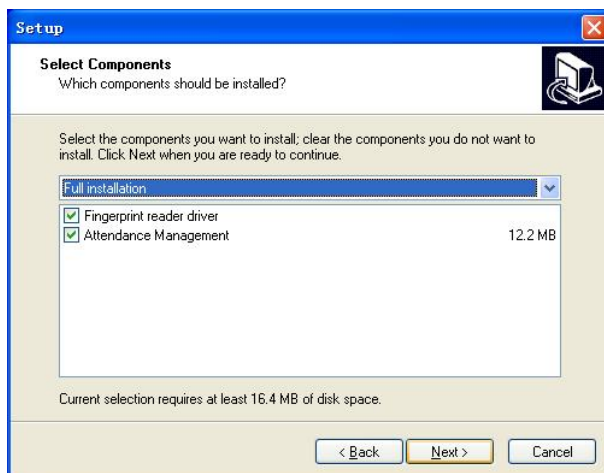 Setup
Select Components
Which components should be installed?
Select the components you want to install; clear the components you do not want to
install. Click Next when you are ready to continue.
Full installation
Fingerprint reader driver
Attendance Management 12.2 MB
Current selection requires at least 16.4 MB of disk space.
< Back Next > Cancel